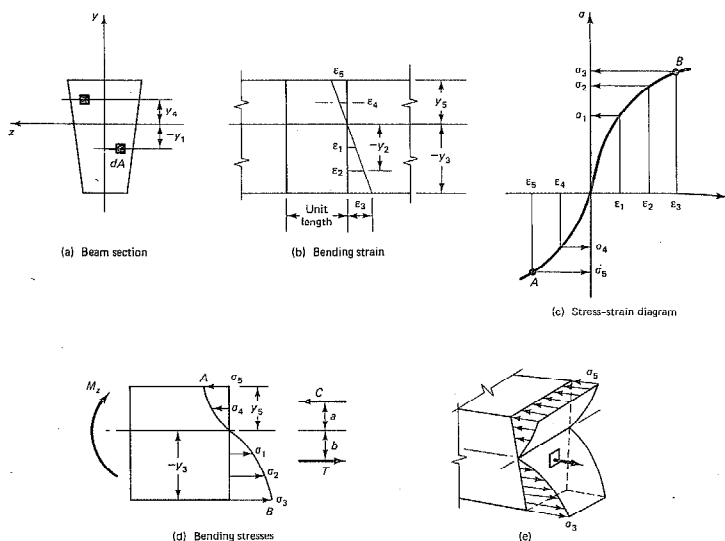 y
z
y4
−y1
dA
(a) Beam section
ε5
ε4
ε1
ε2
ε3
y5
−y2
−y3
Unit
length
(b) Bending strain
σ
B
σ3
σ2
σ1
ε5
ε4
ε1
ε2
ε3
σ4
σ5
A
(c) Stress-strain diagram
Mz
A
σ5
σ4
y5
−y3
σ1
σ2
σ3
B
C
a
b
T
(d) Bending stresses
σ5
σ3
(e)